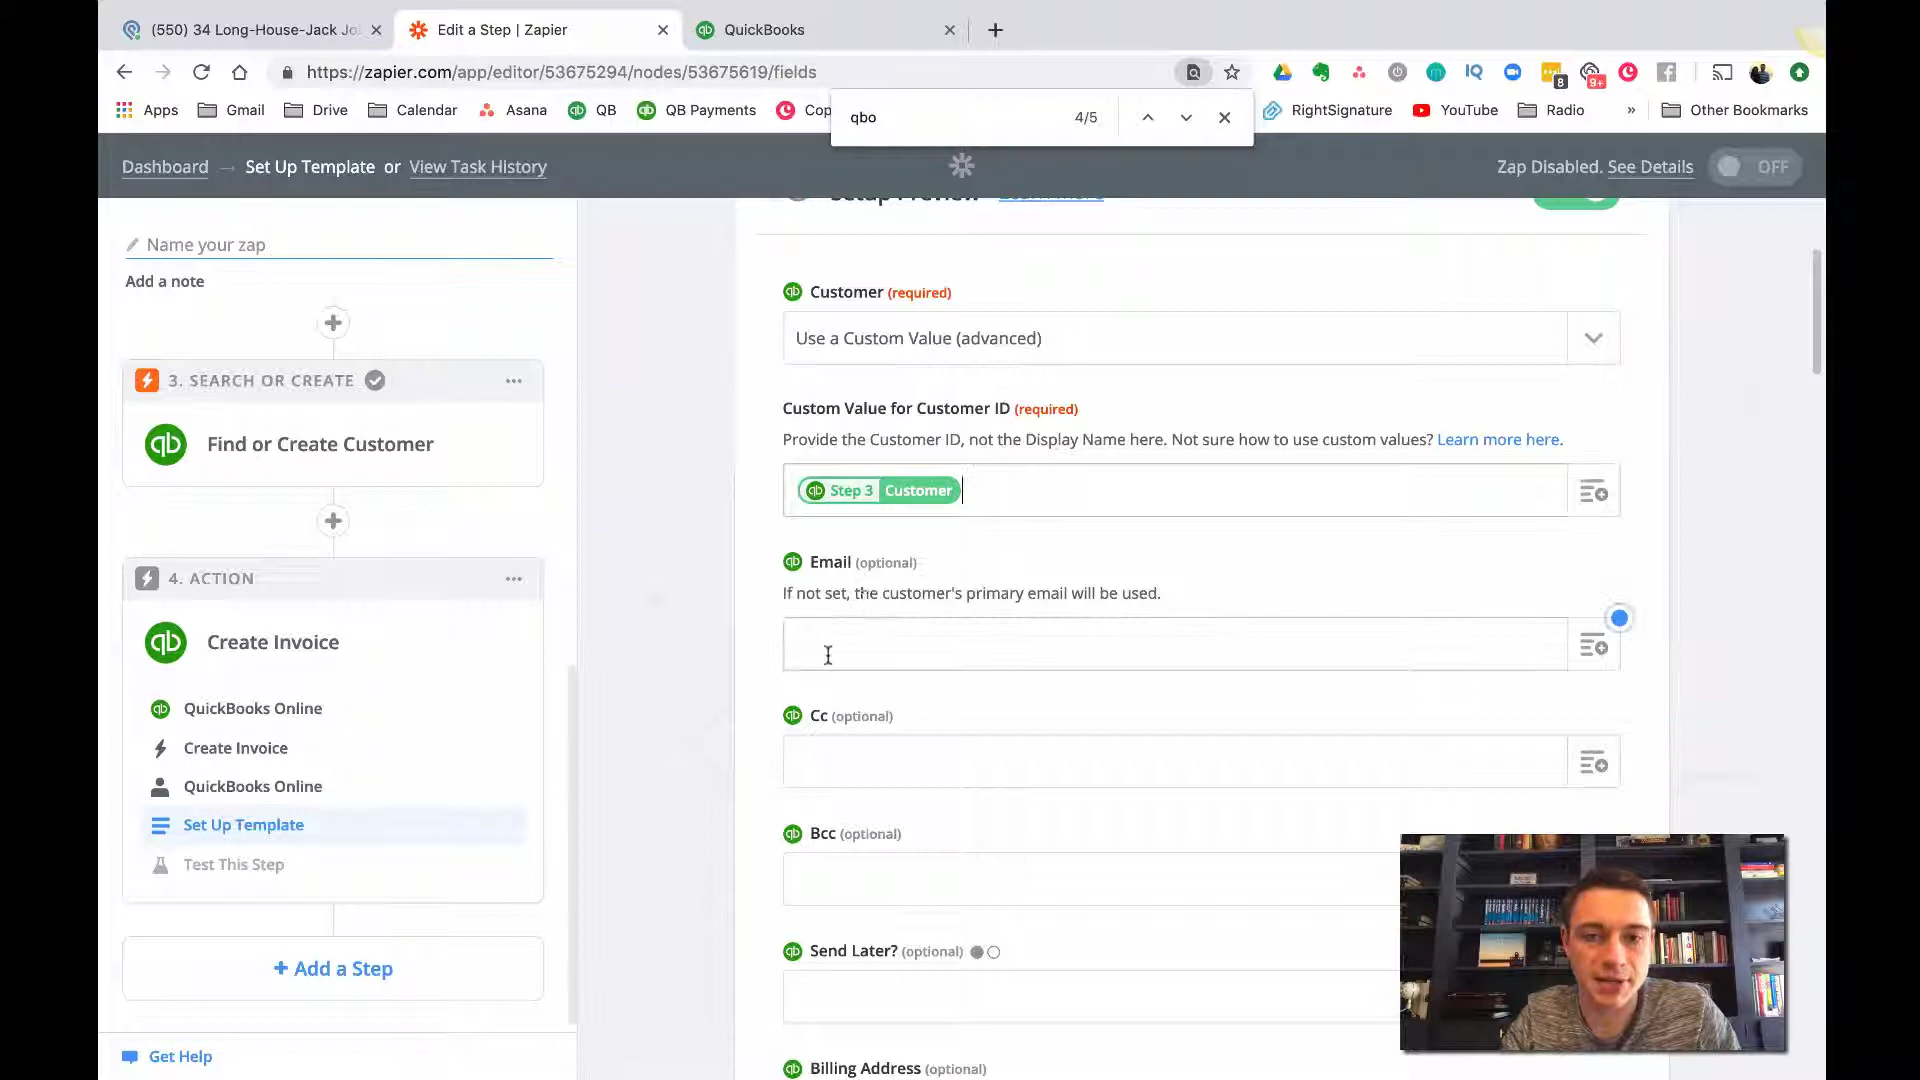 (550) 34 Long-House-Jack Jo
Edit a Step | Zapier
QuickBooks
https://zapier.com/app/editor/53675294/nodes/53675619/fields
8
9+
Apps
Gmail
Drive
Calendar
Asana
QB
QB Payments
Cop
RightSignature
YouTube
Radio
»
Other Bookmarks
qbo
4/5
Dashboard → Set Up Template or View Task History
Zap Disabled. See Details
OFF
Name your zap
Add a note
3. SEARCH OR CREATE
Find or Create Customer
4. ACTION
Create Invoice
QuickBooks Online
Create Invoice
QuickBooks Online
Set Up Template
Test This Step
+ Add a Step
Get Help
Setup Preview Learn more
Customer (required)
Use a Custom Value (advanced)
Custom Value for Customer ID (required)
Provide the Customer ID, not the Display Name here. Not sure how to use custom values? Learn more here.
Step 3 Customer
Email (optional)
If not set, the customer's primary email will be used.
Cc (optional)
Bcc (optional)
Send Later? (optional)
Billing Address (optional)